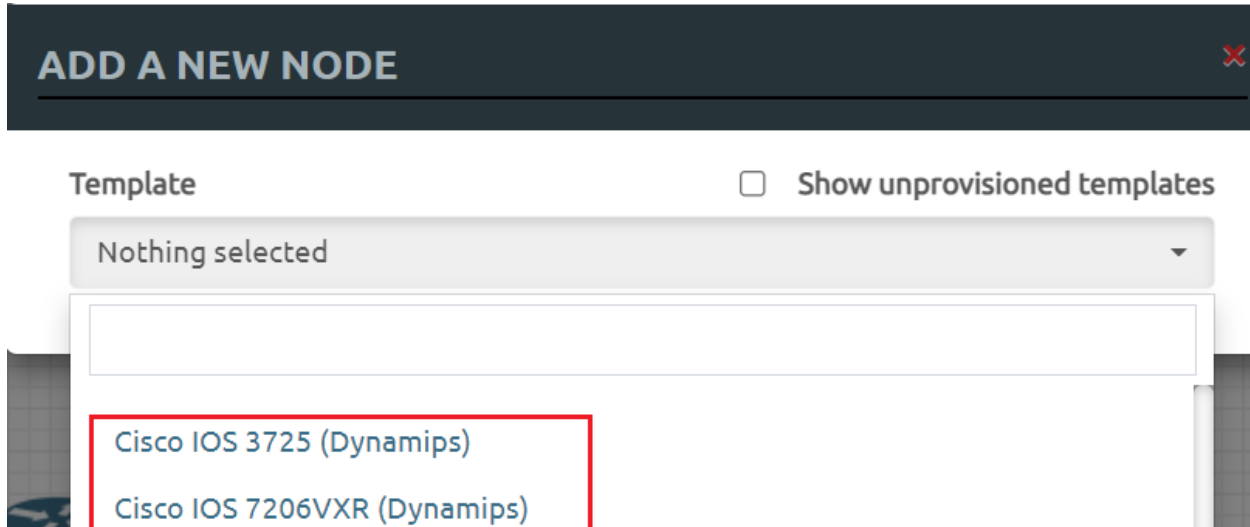 ADD A NEW NODE
Template
Show unprovisioned templates
Nothing selected
Cisco IOS 3725 (Dynamips)
Cisco IOS 7206VXR (Dynamips)